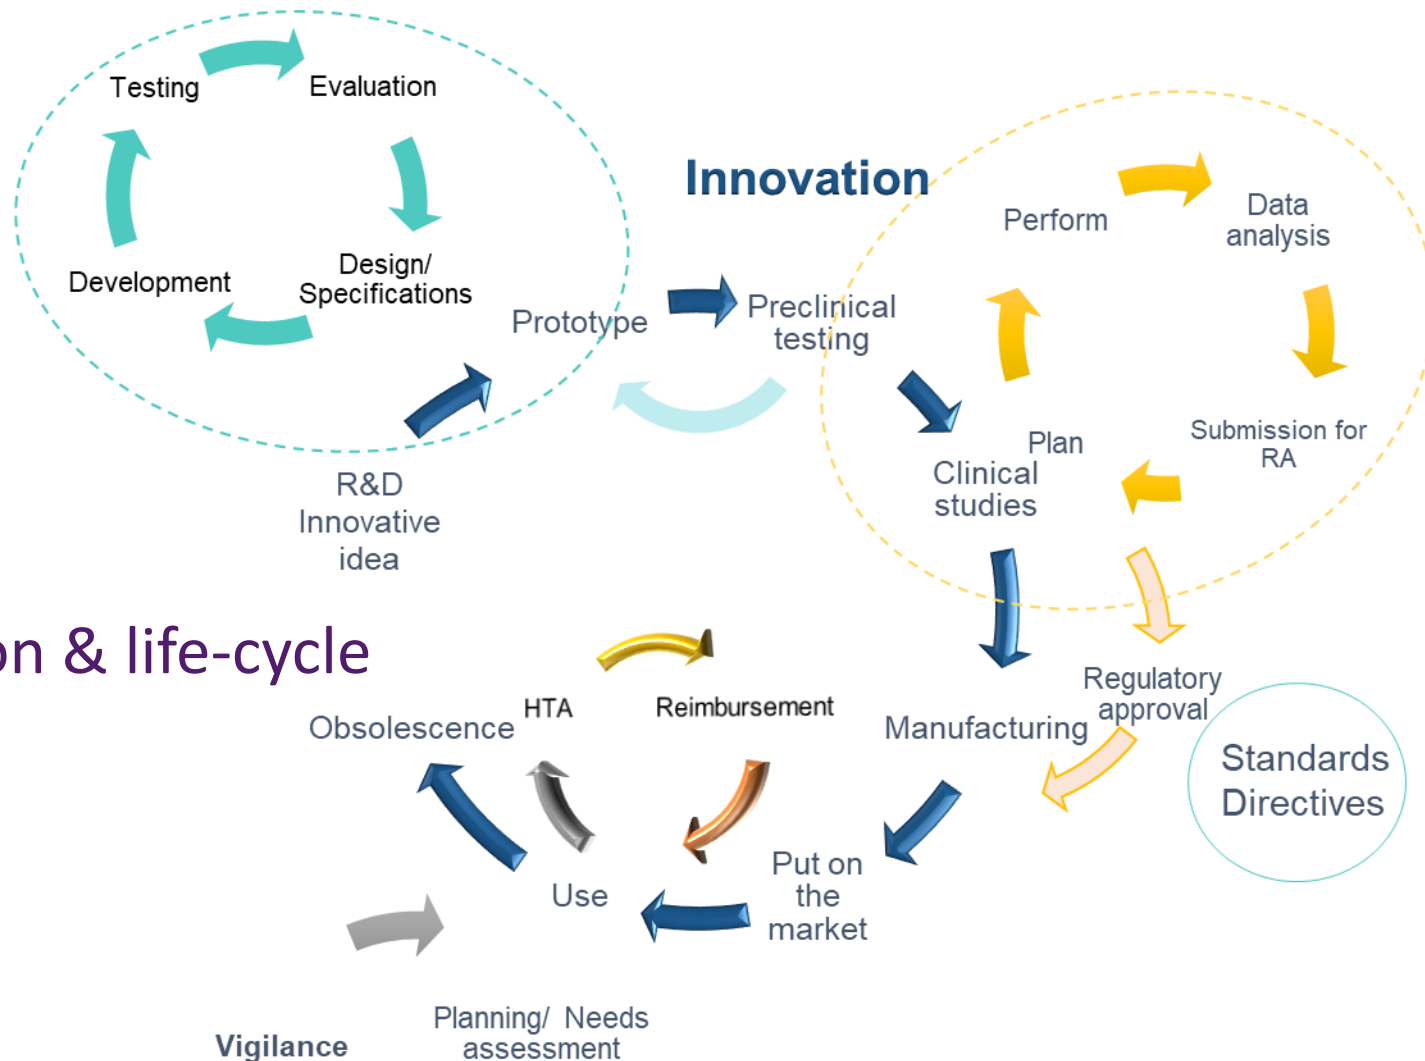 Testing
Evaluation
Design/
Specifications
Development
Innovation
Prototype
Preclinical
testing
Perform
Data
analysis
Submission for
RA
Plan
Clinical
studies
R&D
Innovative
idea
on & life-cycle
Regulatory
approval
Standards
Directives
Manufacturing
Put on
the
market
Use
HTA
Reimbursement
Obsolescence
Planning/ Needs
assessment
Vigilance